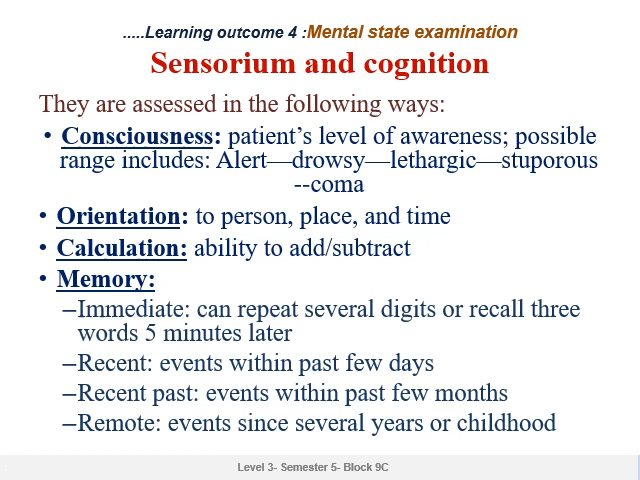 .....Learning outcome 4 :Mental state examination
Sensorium and cognition
They are assessed in the following ways:
• Consciousness: patient’s level of awareness; possible
range includes: Alert—drowsy—lethargic—stuporous
--coma
• Orientation: to person, place, and time
• Calculation: ability to add/subtract
• Memory:
–Immediate: can repeat several digits or recall three
words 5 minutes later
–Recent: events within past few days
–Recent past: events within past few months
–Remote: events since several years or childhood
Level 3- Semester 5- Block 9C